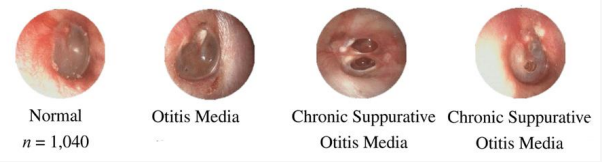 Normal
n = 1,040
Otitis Media
Chronic Suppurative
Otitis Media
Chronic Suppurative
Otitis Media